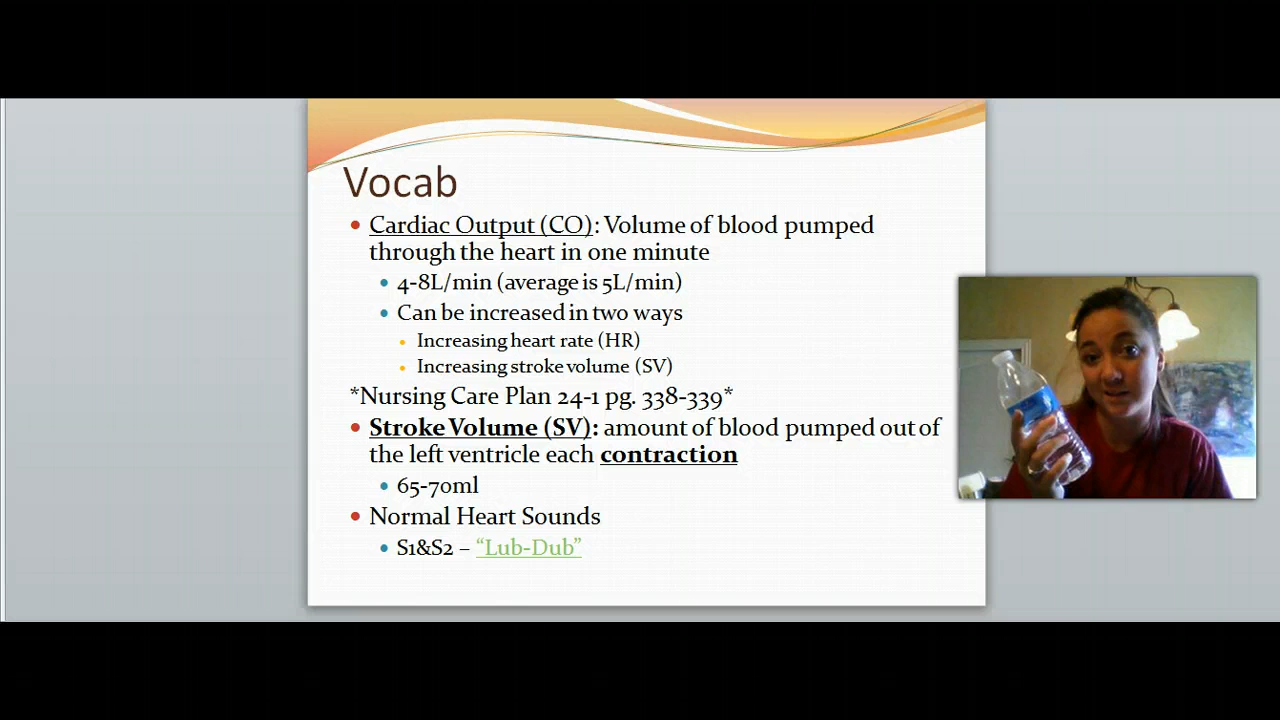 Vocab
Cardiac Output (CO): Volume of blood pumped
through the heart in one minute
4-8L/min (average is 5L/min)
Can be increased in two ways
Increasing heart rate (HR)
Increasing stroke volume (SV)
*Nursing Care Plan 24-1 pg. 338-339*
Stroke Volume (SV): amount of blood pumped out of
the left ventricle each contraction
65-70ml
Normal Heart Sounds
S1&S2 – “Lub-Dub”